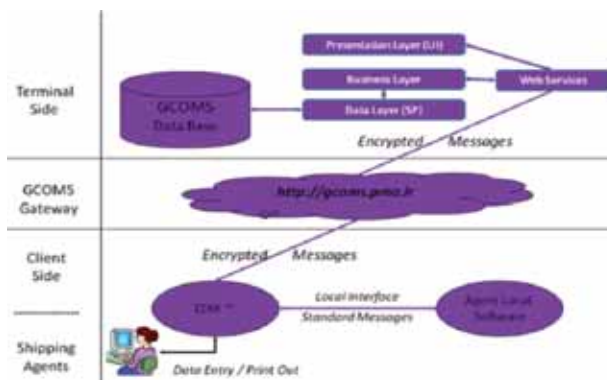 Presentation Layer (UI)
Terminal
Side
GCOMS
Data Base
Business Layer
Web Services
Data Layer (SP)
Encrypted Messages
GCOMS
Gateway
http://gcoms.pmo.ir
Client
Side
Encrypted Messages
Local Interface
Standard Messages
Agent Local
Software
Shipping
Agents
Data Entry / Print Out